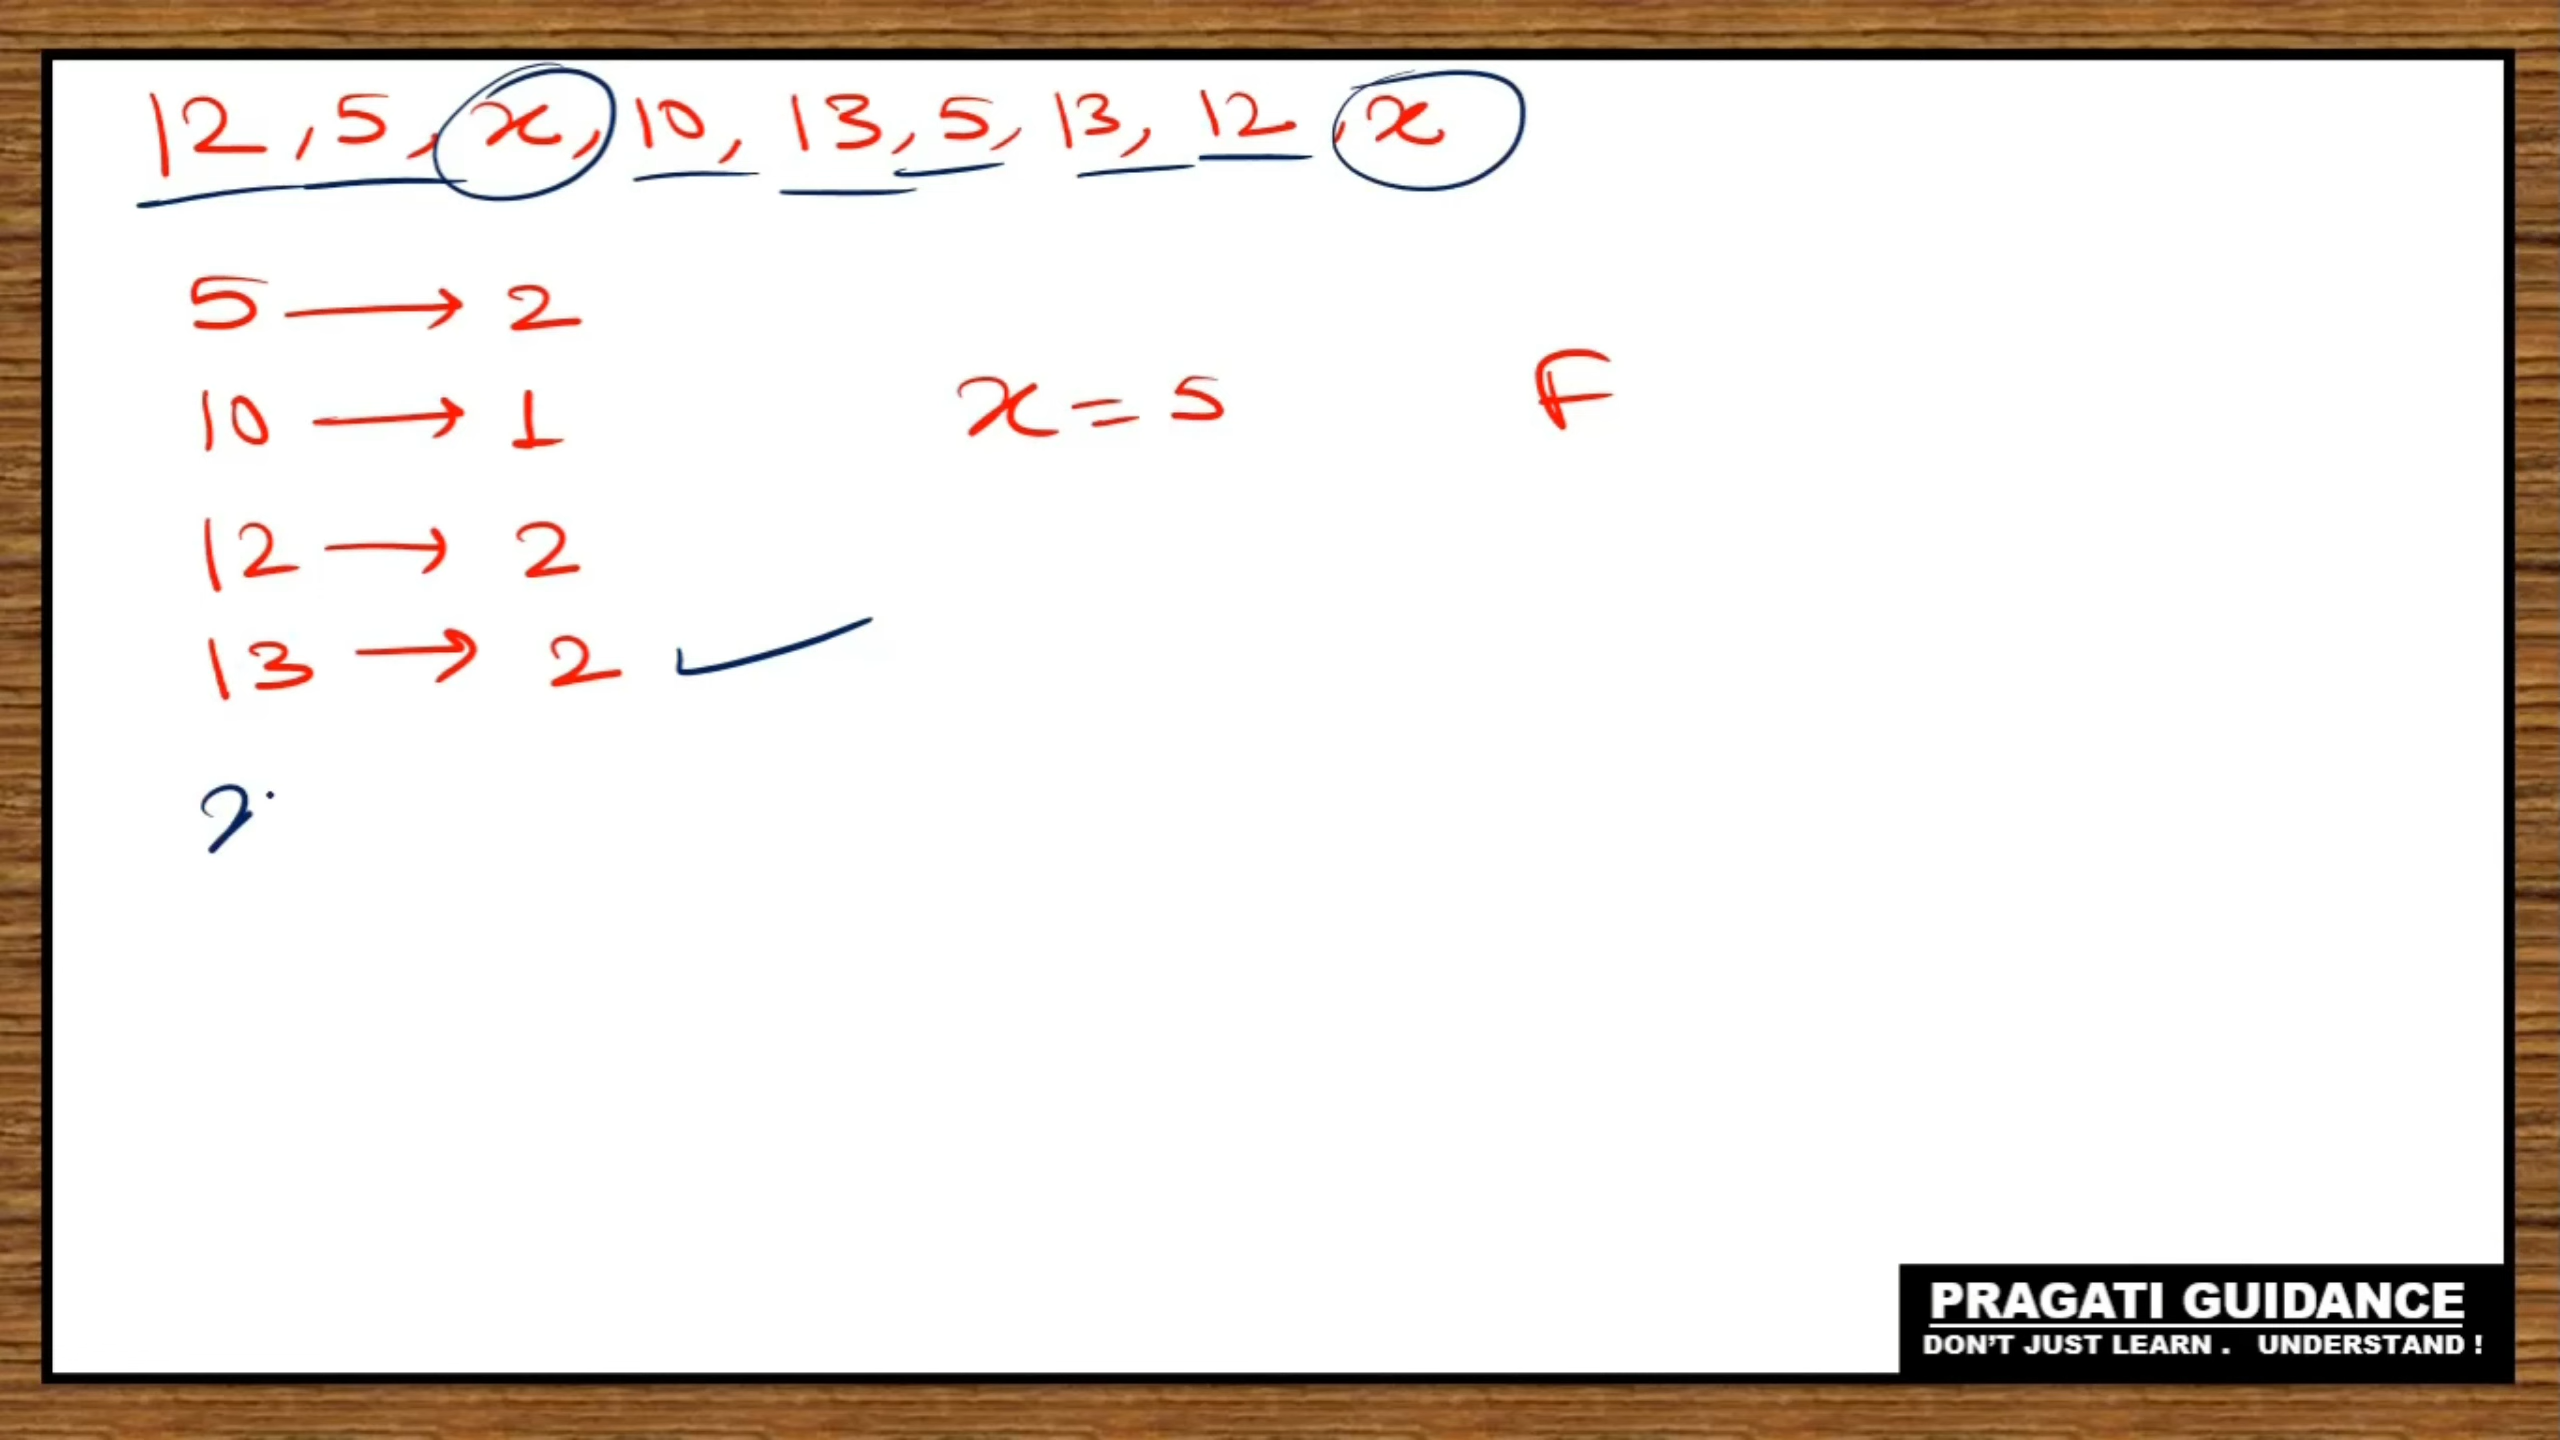 12, 5, x, 10, 13, 5, 13, 12, x
5 → 2
10 → 1
x = 5 F
12 → 2
13 → 2 ✓
x
PRAGATI GUIDANCE
DON'T JUST LEARN. UNDERSTAND!